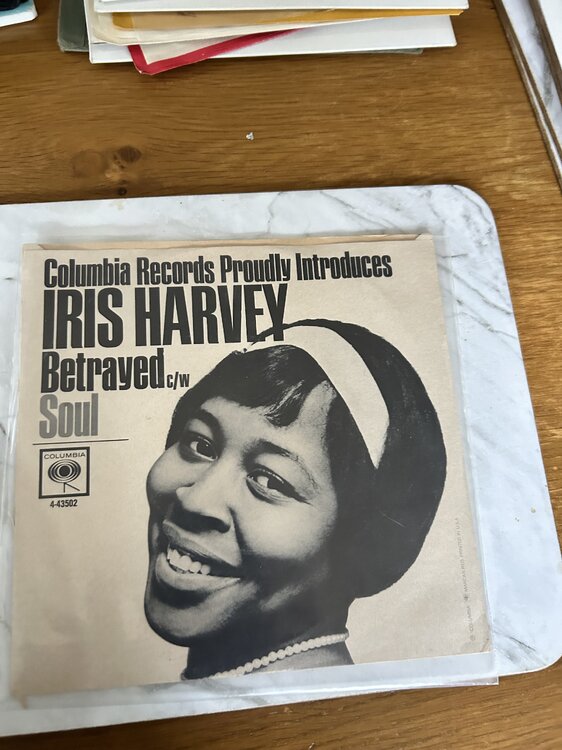 Columbia Records Proudly Introduces
IRIS HARVEY
Betrayed c/w
Soul
COLUMBIA
4-43502